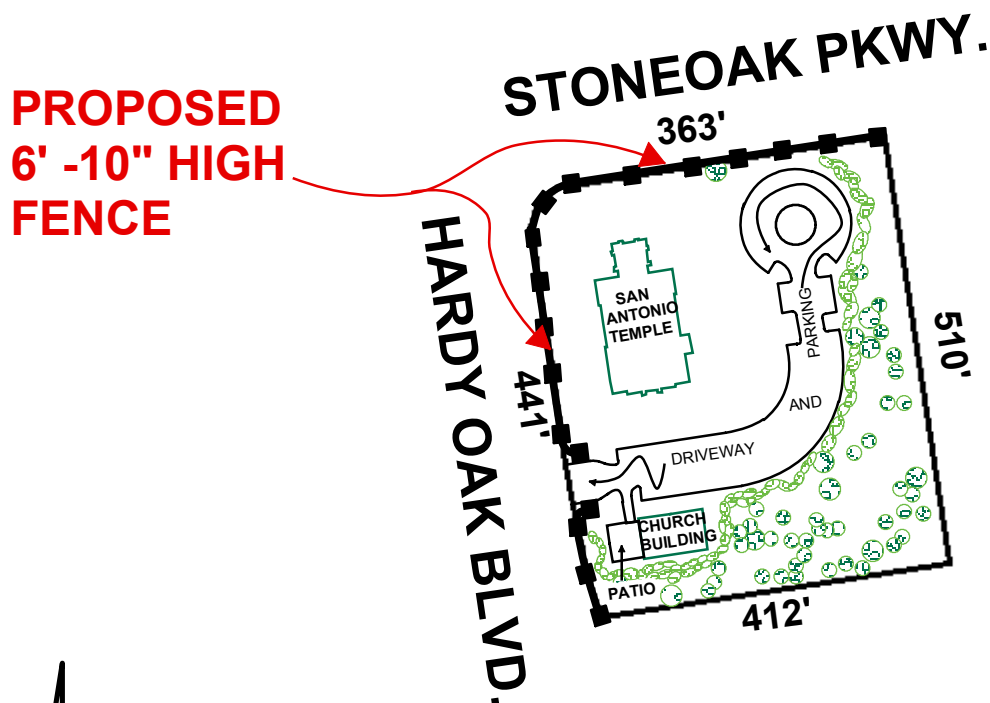 STONEOAK PKWY.
363'
PROPOSED
6' -10" HIGH
FENCE
HARDY OAK BLVD.
441'
510'
SAN
ANTONIO
TEMPLE
PARKING
AND
DRIVEWAY
CHURCH
BUILDING
PATIO
412'